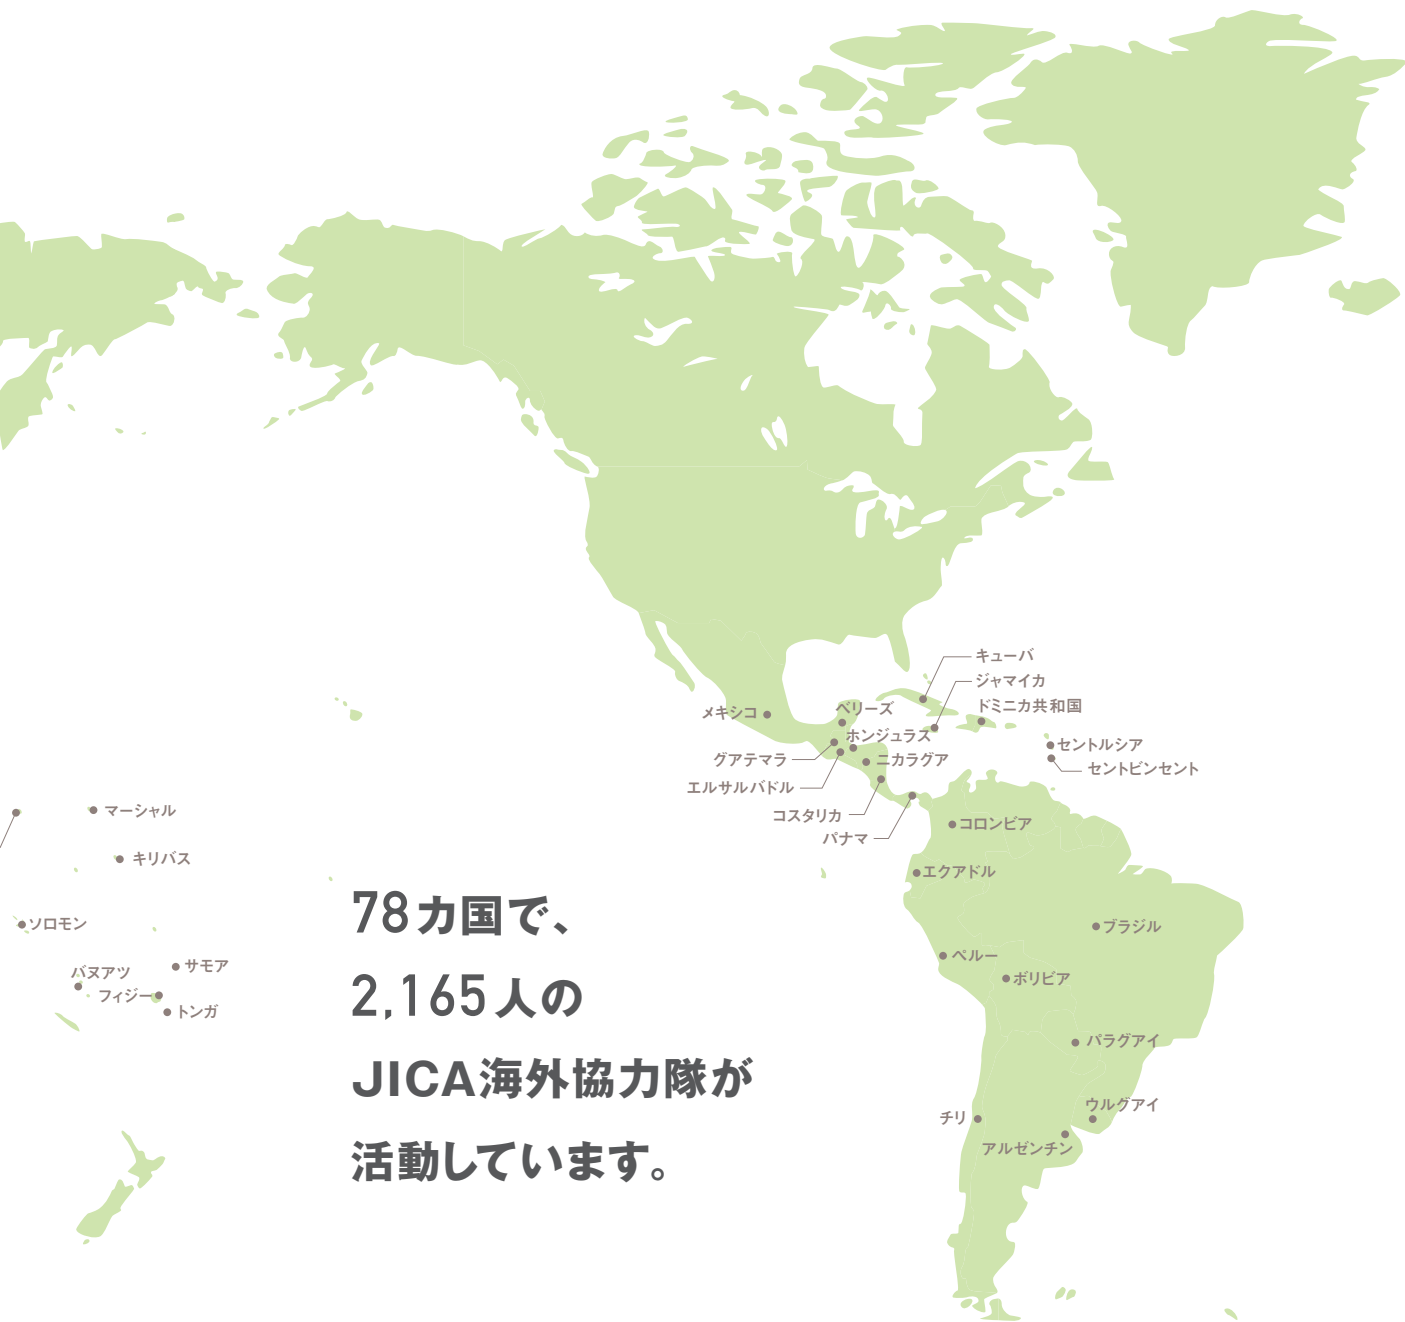 キューバ
ジャマイカ
ドミニカ共和国
メキシコ
ベリーズ
ホンジュラス
グアテマラ
ニカラグア
セントルシア
セントビンセント
エルサルバドル
コスタリカ
パナマ
コロンビア
エクアドル
マーシャル
キリバス
ソロモン
サモア
バヌアツ
フィジー
トンガ
78カ国で、
2,165人の
JICA海外協力隊が
活動しています。
ブラジル
ペルー
ボリビア
パラグアイ
ウルグアイ
チリ
アルゼンチン